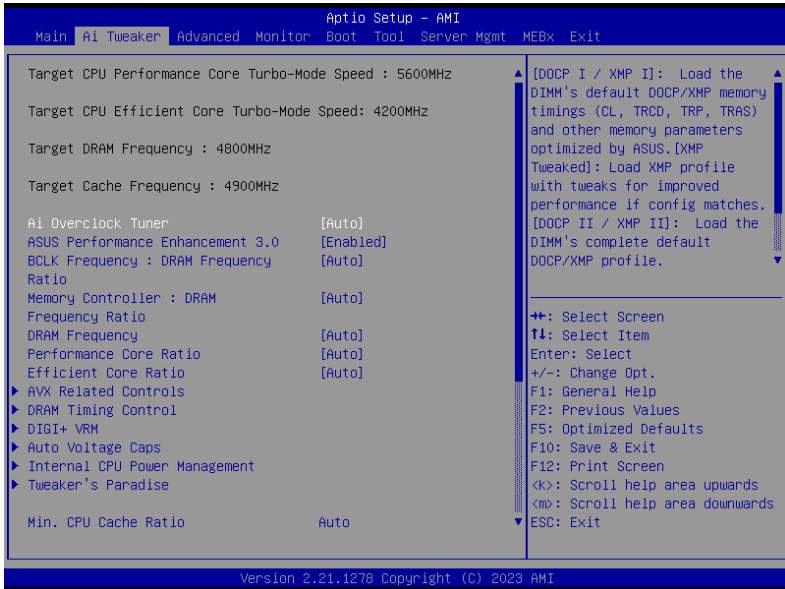 Aptio Setup – AMI
Main Ai Tweaker Advanced Monitor Boot Tool Server Mgmt MEBx Exit
Target CPU Performance Core Turbo-Mode Speed : 5600MHz
Target CPU Efficient Core Turbo-Mode Speed: 4200MHz
Target DRAM Frequency : 4800MHz
Target Cache Frequency : 4900MHz
Ai Overclock Tuner [Auto]
ASUS Performance Enhancement 3.0 [Enabled]
BCLK Frequency : DRAM Frequency [Auto]
Ratio
Memory Controller : DRAM [Auto]
Frequency Ratio
DRAM Frequency [Auto]
Performance Core Ratio [Auto]
Efficient Core Ratio [Auto]
AVX Related Controls
DRAM Timing Control
DIGI+ VRM
Auto Voltage Caps
Internal CPU Power Management
Tweaker's Paradise
Min. CPU Cache Ratio Auto
[DOCP I / XMP I]: Load the
DIMM's default DOCP/XMP memory
timings (CL, TRCD, TRP, TRAS)
and other memory parameters
optimized by ASUS.[XMP
Tweaked]: Load XMP profile
with tweaks for improved
performance if config matches.
[DOCP II / XMP II]: Load the
DIMM's complete default
DOCP/XMP profile.
→←: Select Screen
↑↓: Select Item
Enter: Select
+/-: Change Opt.
F1: General Help
F2: Previous Values
F5: Optimized Defaults
F10: Save & Exit
F12: Print Screen
<k>: Scroll help area upwards
<m>: Scroll help area downwards
ESC: Exit
Version 2.21.1278 Copyright (C) 2023 AMI